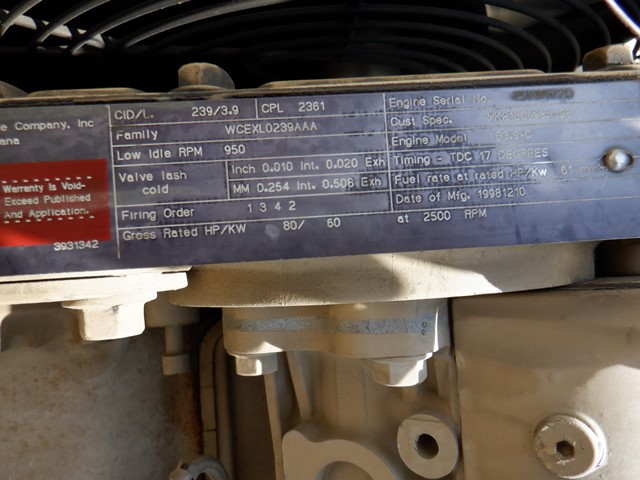 e Company, Inc
ana
Warranty Is Void-
Exceed Published
And Application.
3931342
CID/L. 239/3.9 CPL 2361
Family WCEXL0239AAA
Low Idle RPM 950
Valve lash cold Inch 0.010 Int. 0.020 Exh
MM 0.254 Int. 0.508 Exh
Firing Order 1 3 4 2
Gross Rated HP/KW 80/ 60 at 2500 RPM
Engine Serial No.
Cust Spec.
Engine Model
Timing - TDC 17 DEGREES
Fuel rate at rated HP/Kw 61
Date of Mfg. 19981210